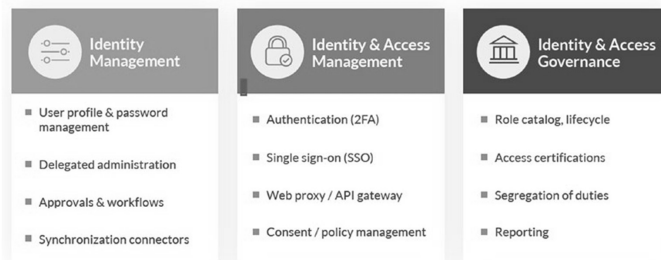 Identity
Management
User profile & password
management
Delegated administration
Approvals & workflows
Synchronization connectors
Identity & Access
Management
Authentication (2FA)
Single sign-on (SSO)
Web proxy / API gateway
Consent / policy management
Identity & Access
Governance
Role catalog, lifecycle
Access certifications
Segregation of duties
Reporting